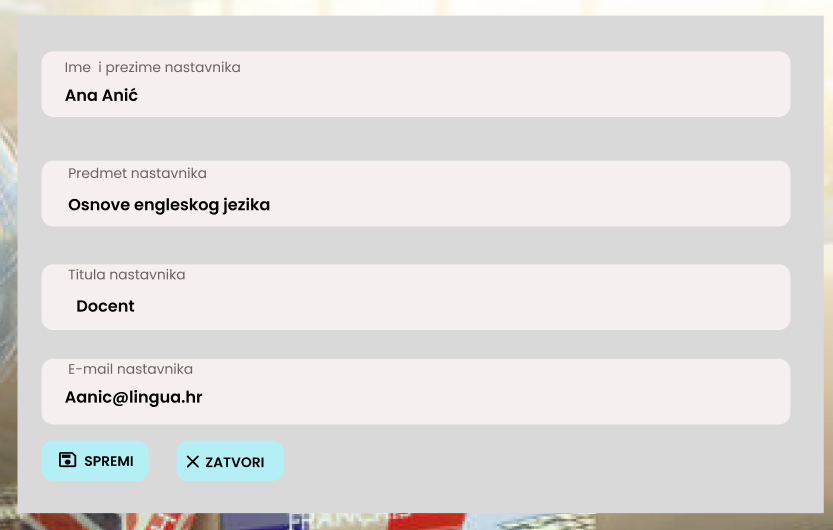 Ime i prezime nastavnika
Ana Anić
Predmet nastavnika
Osnove engleskog jezika
Titula nastavnika
Docent
E-mail nastavnika
Aanic@lingua.hr
SPREMI
ZATVORI
FRANÇAIS